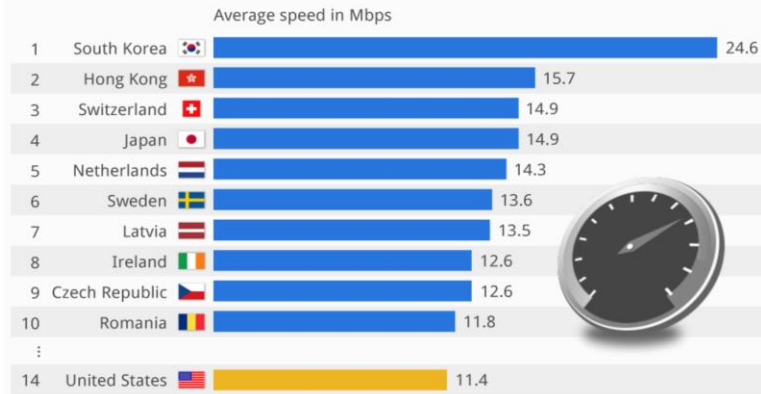 Average speed in Mbps
1 South Korea 24.6
2 Hong Kong 15.7
3 Switzerland 14.9
4 Japan 14.9
5 Netherlands 14.3
6 Sweden 13.6
7 Latvia 13.5
8 Ireland 12.6
9 Czech Republic 12.6
10 Romania 11.8
⋮
14 United States 11.4